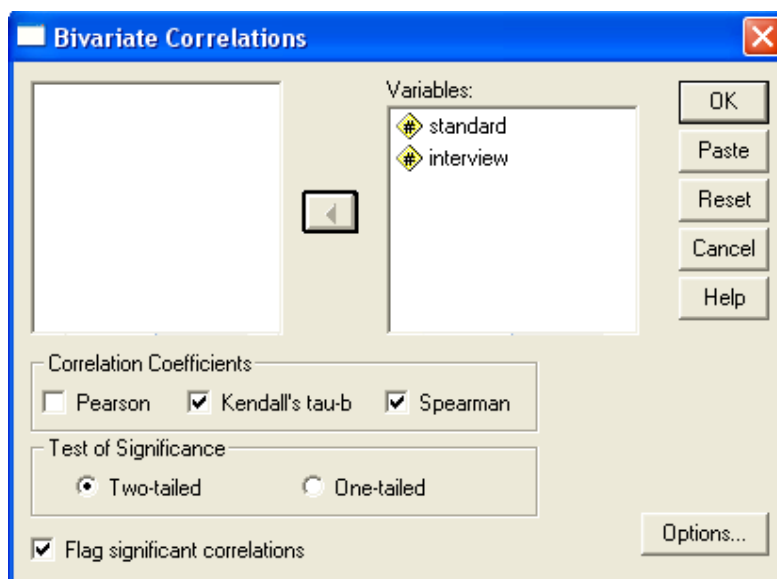 Bivariate Correlations
Variables:
standard
interview
OK
Paste
Reset
Cancel
Help
Correlation Coefficients
Pearson Kendall's tau-b Spearman
Test of Significance
Two-tailed One-tailed
Flag significant correlations
Options...